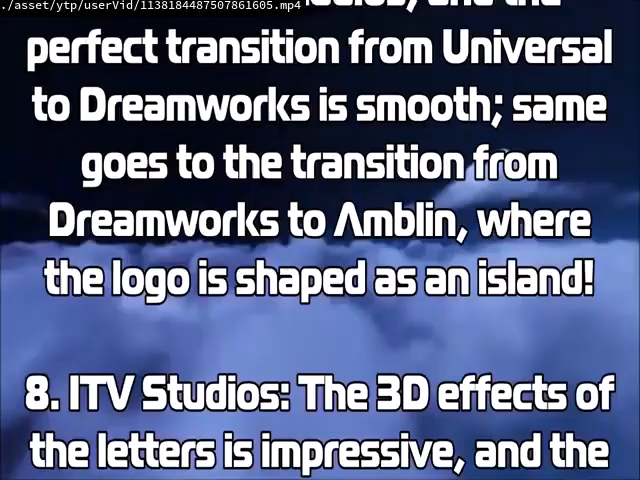 ./asset/ytp/userVid/1138184487507861605.mp4
perfect transition from Universal
to Dreamworks is smooth; same
goes to the transition from
Dreamworks to Amblin, where
the logo is shaped as an island!
8. ITV Studios: The 3D effects of
the letters is impressive, and the